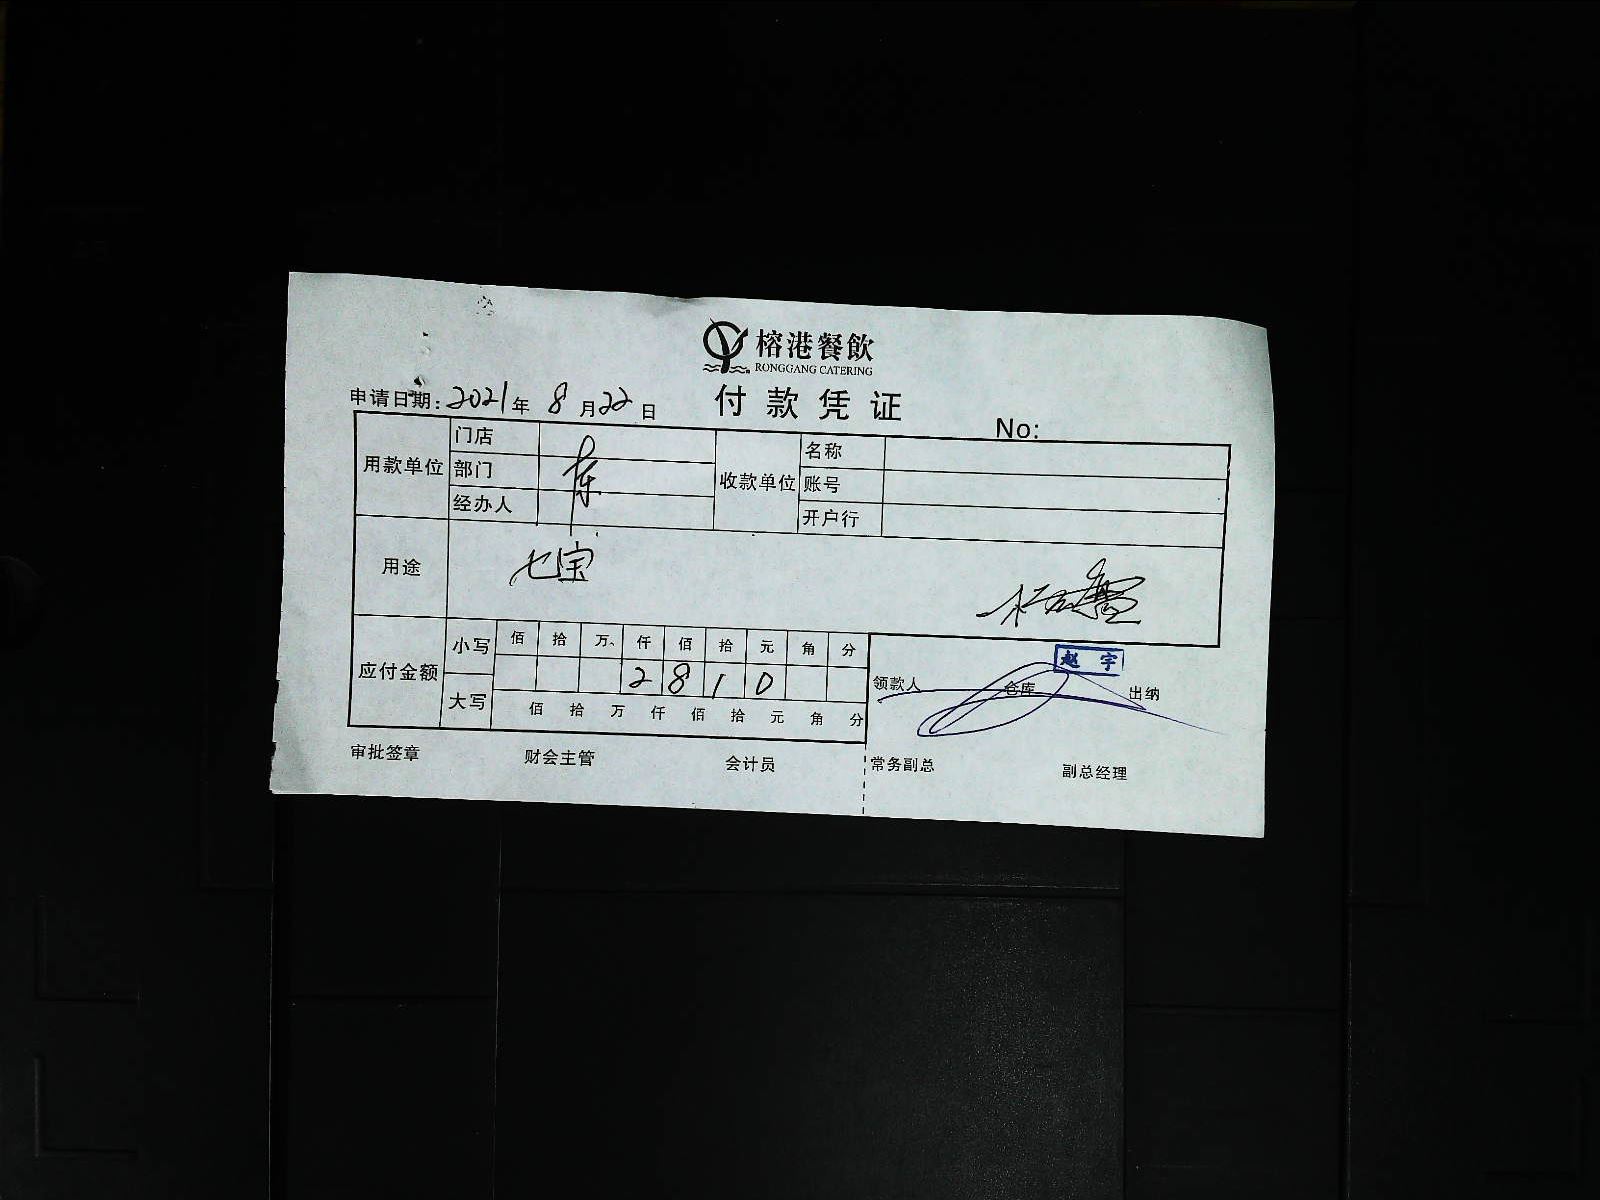 榕港餐飲
RONGGANG CATERING
付款凭证
申请日期:2021年8月22日
No:
用款单位 门店 收款单位 名称
部门 账号
经办人 开户行
用途 七宝
应付金额 小写 佰 拾 万、 仟 佰 拾 元 角 分
2 8 1 0
大写 佰 拾 万 仟 佰 拾 元 角 分
赵宇
领款人 仓库 出纳
审批签章 财会主管 会计员 常务副总 副总经理